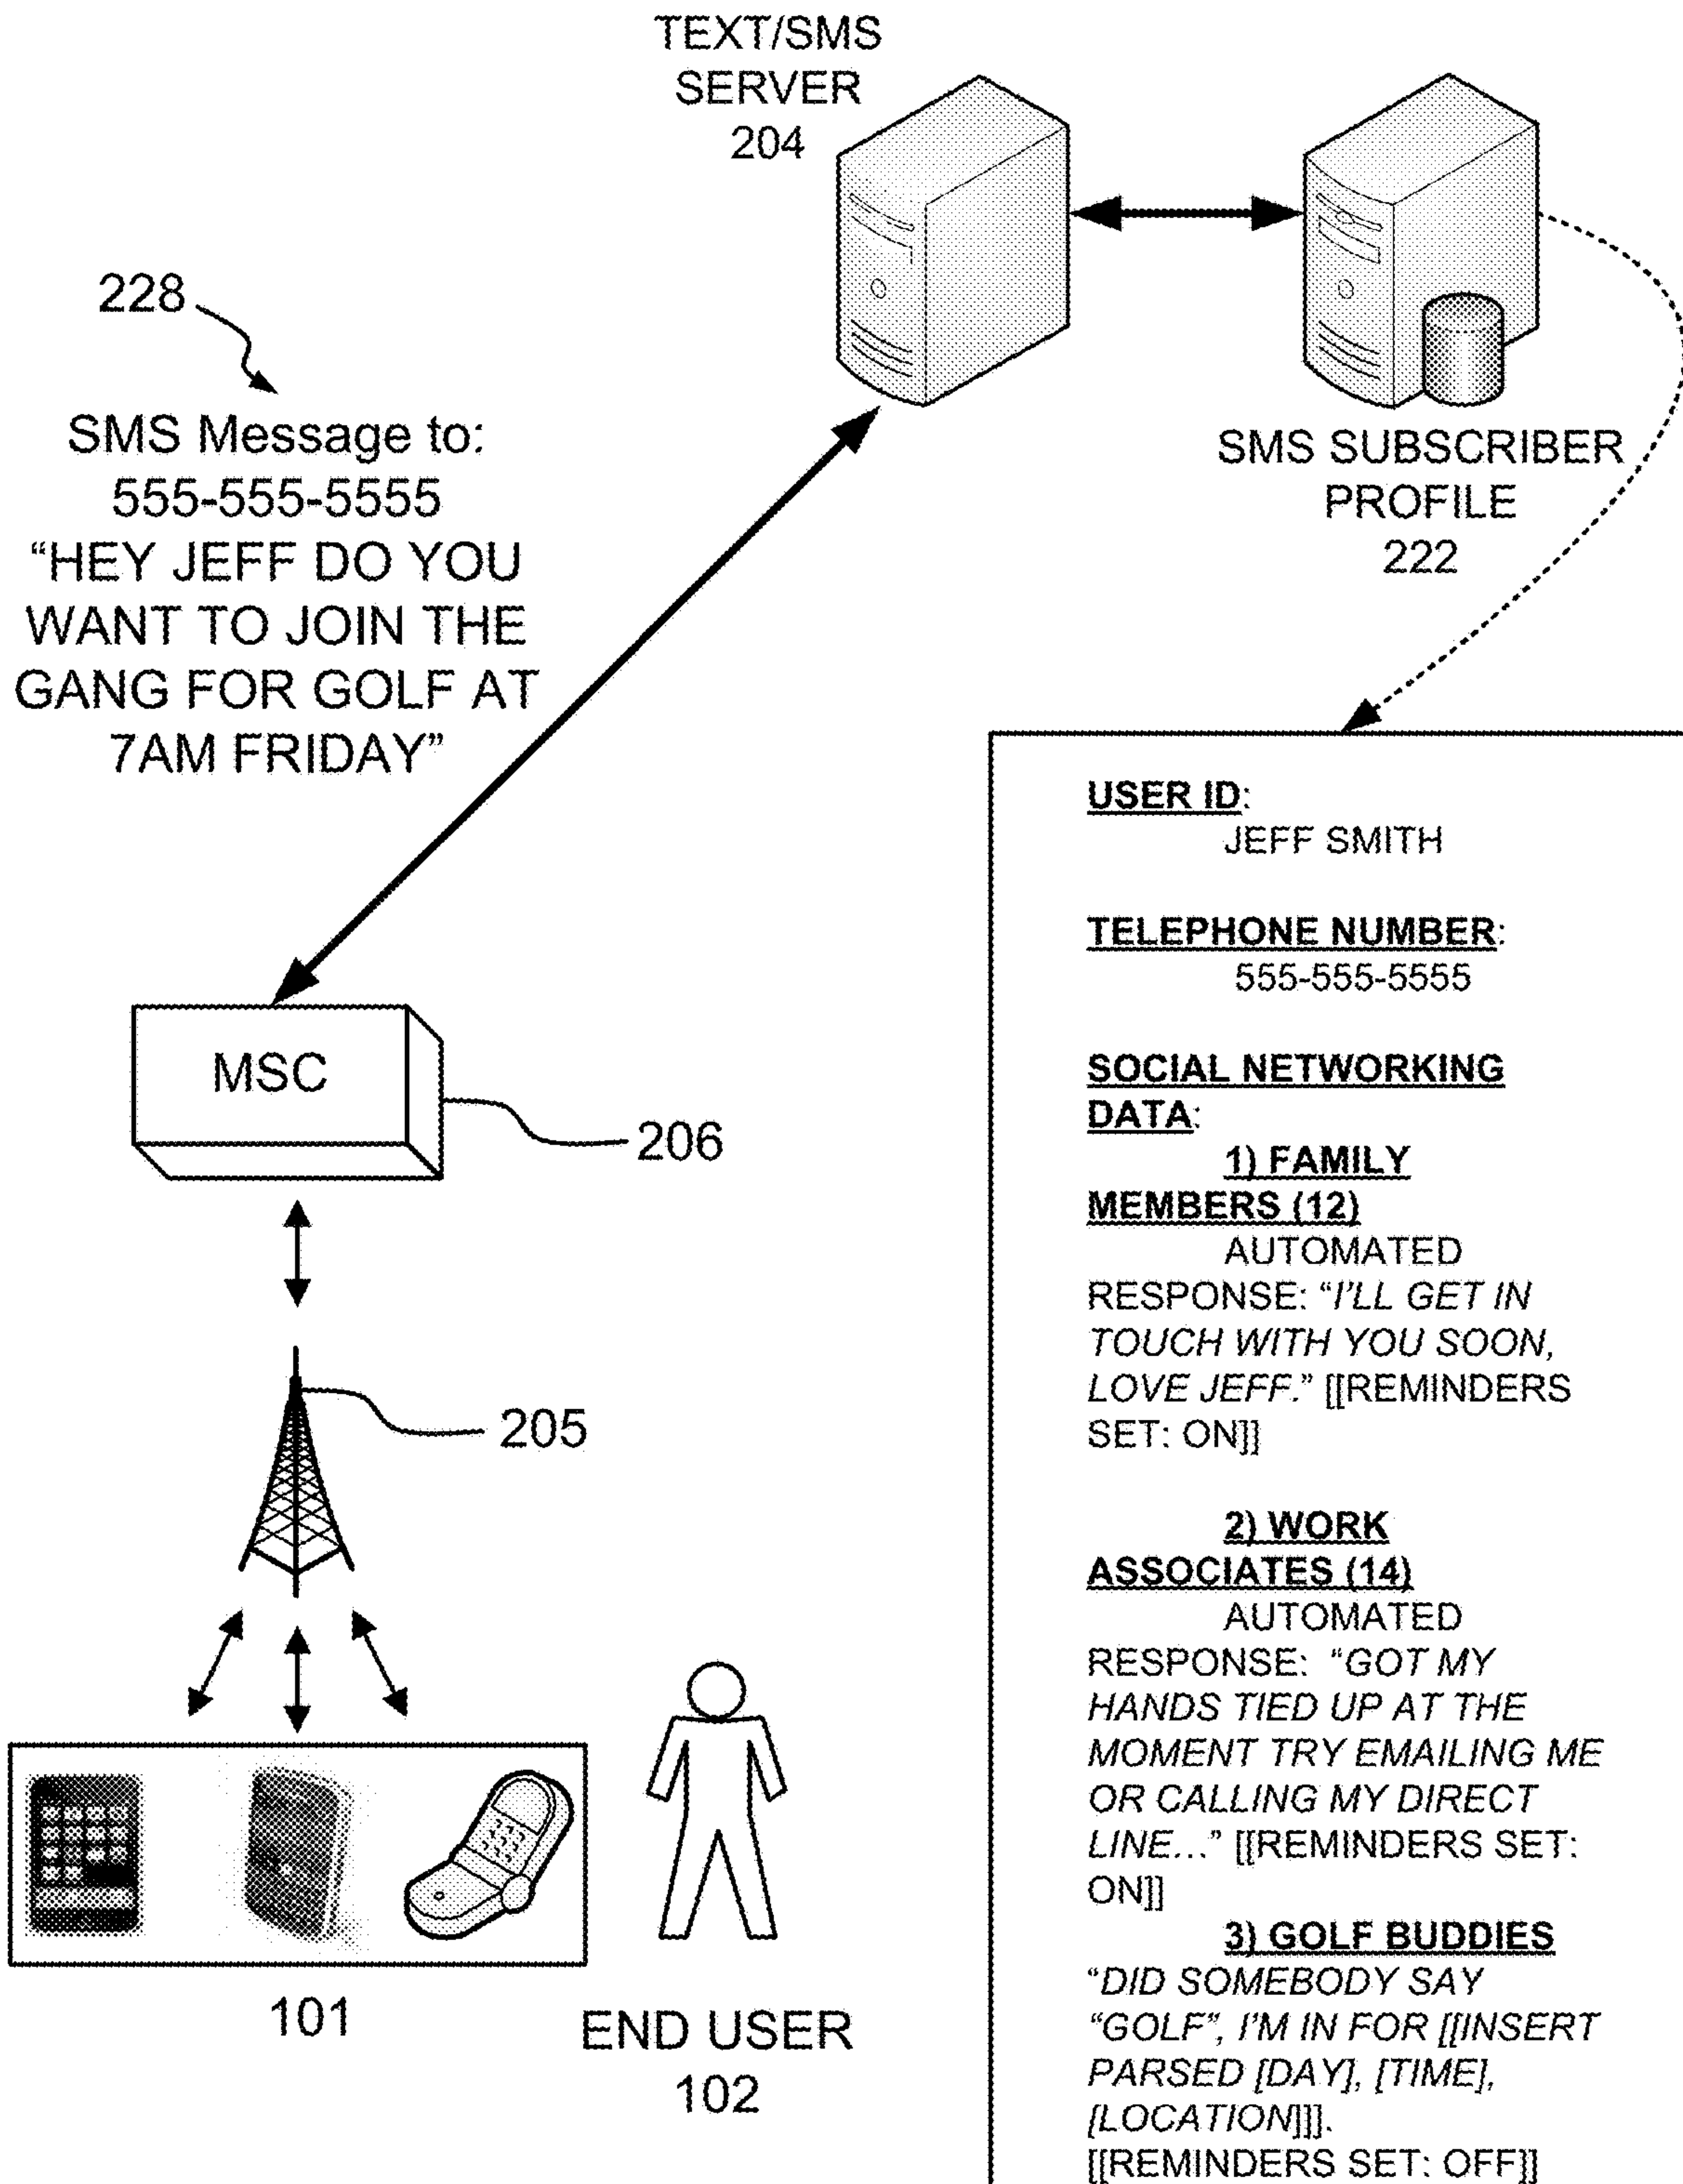 TEXT/SMS
SERVER
204
228
SMS Message to:
555-555-5555
“HEY JEFF DO YOU
WANT TO JOIN THE
GANG FOR GOLF AT
7AM FRIDAY”
SMS SUBSCRIBER
PROFILE
222
MSC
206
205
101
END USER
102
USER ID:
JEFF SMITH
TELEPHONE NUMBER:
555-555-5555
SOCIAL NETWORKING
DATA:
1) FAMILY
MEMBERS (12)
AUTOMATED
RESPONSE: “I’LL GET IN
TOUCH WITH YOU SOON,
LOVE JEFF.” [[REMINDERS
SET: ON]]
2) WORK
ASSOCIATES (14)
AUTOMATED
RESPONSE: “GOT MY
HANDS TIED UP AT THE
MOMENT TRY EMAILING ME
OR CALLING MY DIRECT
LINE…” [[REMINDERS SET:
ON]]
3) GOLF BUDDIES
“DID SOMEBODY SAY
“GOLF”, I’M IN FOR [[INSERT
PARSED [DAY], [TIME],
[LOCATION]]].
[[REMINDERS SET: OFF]]